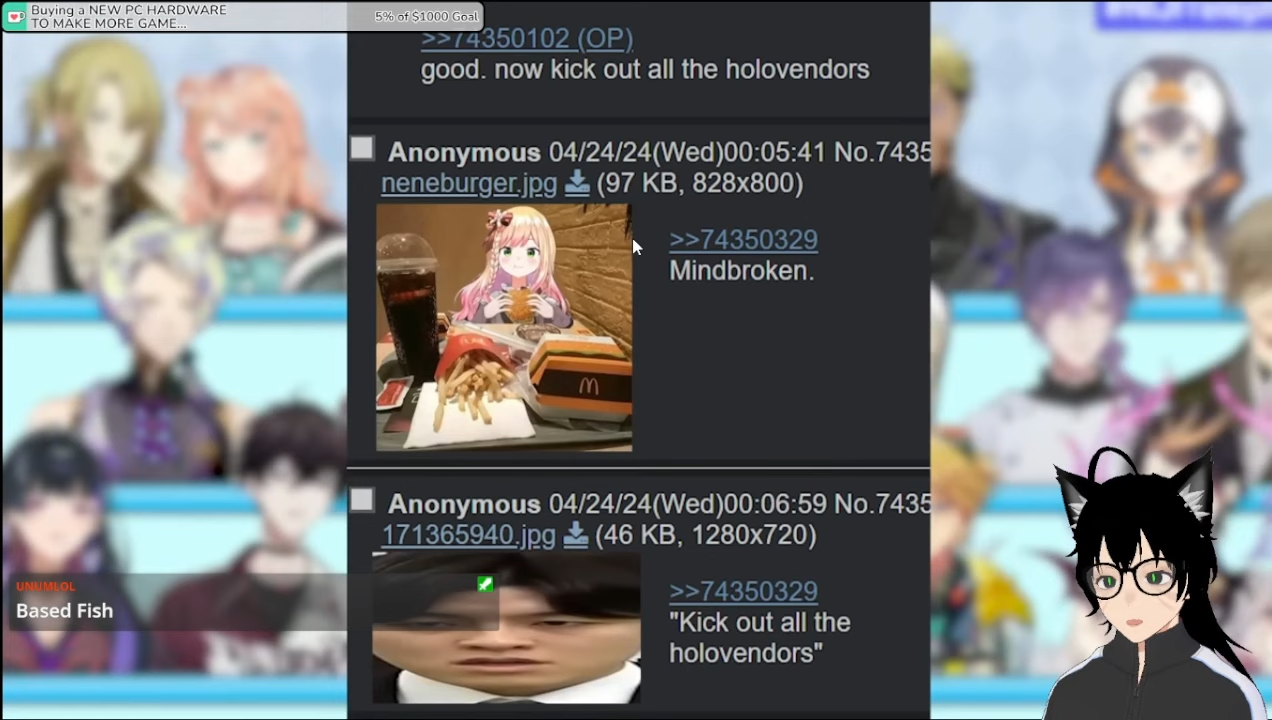 Buying a NEW PC HARDWARE
TO MAKE MORE GAME...
5% of $1000 Goal
>>74350102 (OP)
good. now kick out all the holovendors
Anonymous 04/24/24(Wed)00:05:41 No.7435
neneburger.jpg (97 KB, 828x800)
>>74350329
Mindbroken.
Anonymous 04/24/24(Wed)00:06:59 No.7435
171365940.jpg (46 KB, 1280x720)
>>74350329
"Kick out all the
holovendors"
UNUMLOL
Based Fish